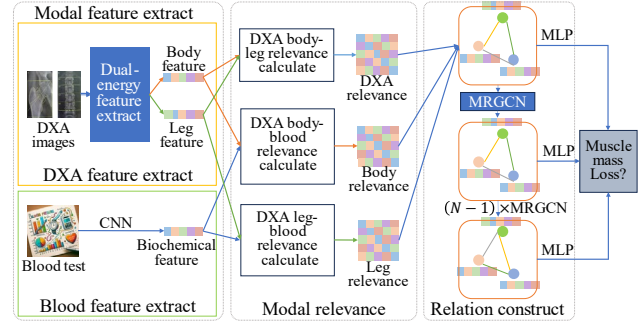 Modal feature extract
DXA
images
Dual-
energy
feature
extract
Body
feature
Leg
feature
DXA feature extract
Blood test
CNN
Biochemical
feature
Blood feature extract
DXA body-
leg relevance
calculate
DXA
relevance
DXA body-
blood
relevance
calculate
Body
relevance
DXA leg-
blood
relevance
calculate
Leg
relevance
Modal relevance
MLP
MRGCN
MLP
(N−1)×MRGCN
MLP
Muscle
mass
Loss?
Relation construct